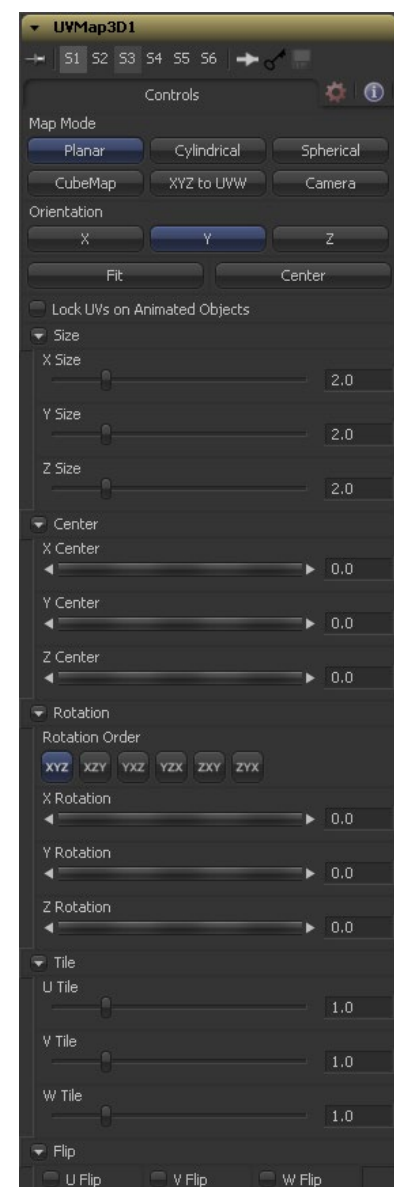 UVMap3D1
S1 S2 S3 S4 S5 S6
Controls
Map Mode
Planar Cylindrical Spherical
CubeMap XYZ to UVW Camera
Orientation
X Y Z
Fit Center
Lock UVs on Animated Objects
Size
X Size
2.0
Y Size
2.0
Z Size
2.0
Center
X Center
0.0
Y Center
0.0
Z Center
0.0
Rotation
Rotation Order
XYZ XZY YXZ YZX ZXY ZYX
X Rotation
0.0
Y Rotation
0.0
Z Rotation
0.0
Tile
U Tile
1.0
V Tile
1.0
W Tile
1.0
Flip
U Flip V Flip W Flip